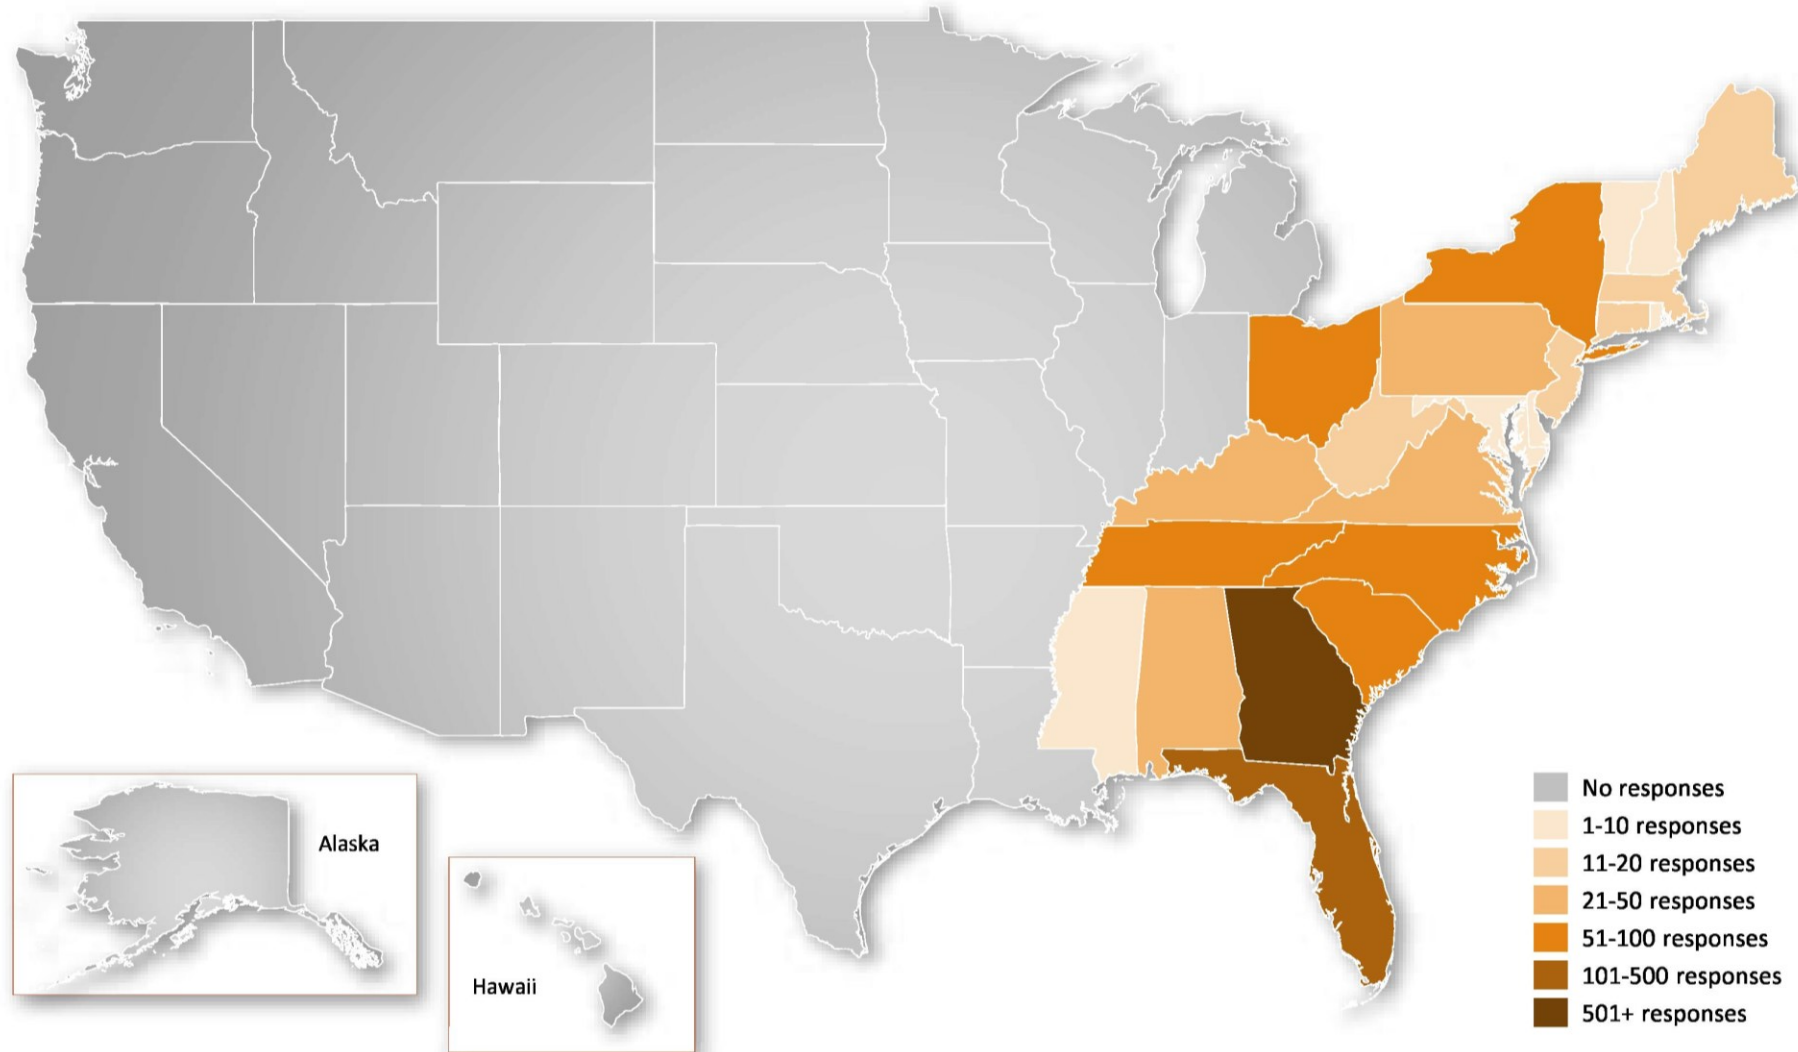 Alaska
Hawaii
No responses
1-10 responses
11-20 responses
21-50 responses
51-100 responses
101-500 responses
501+ responses